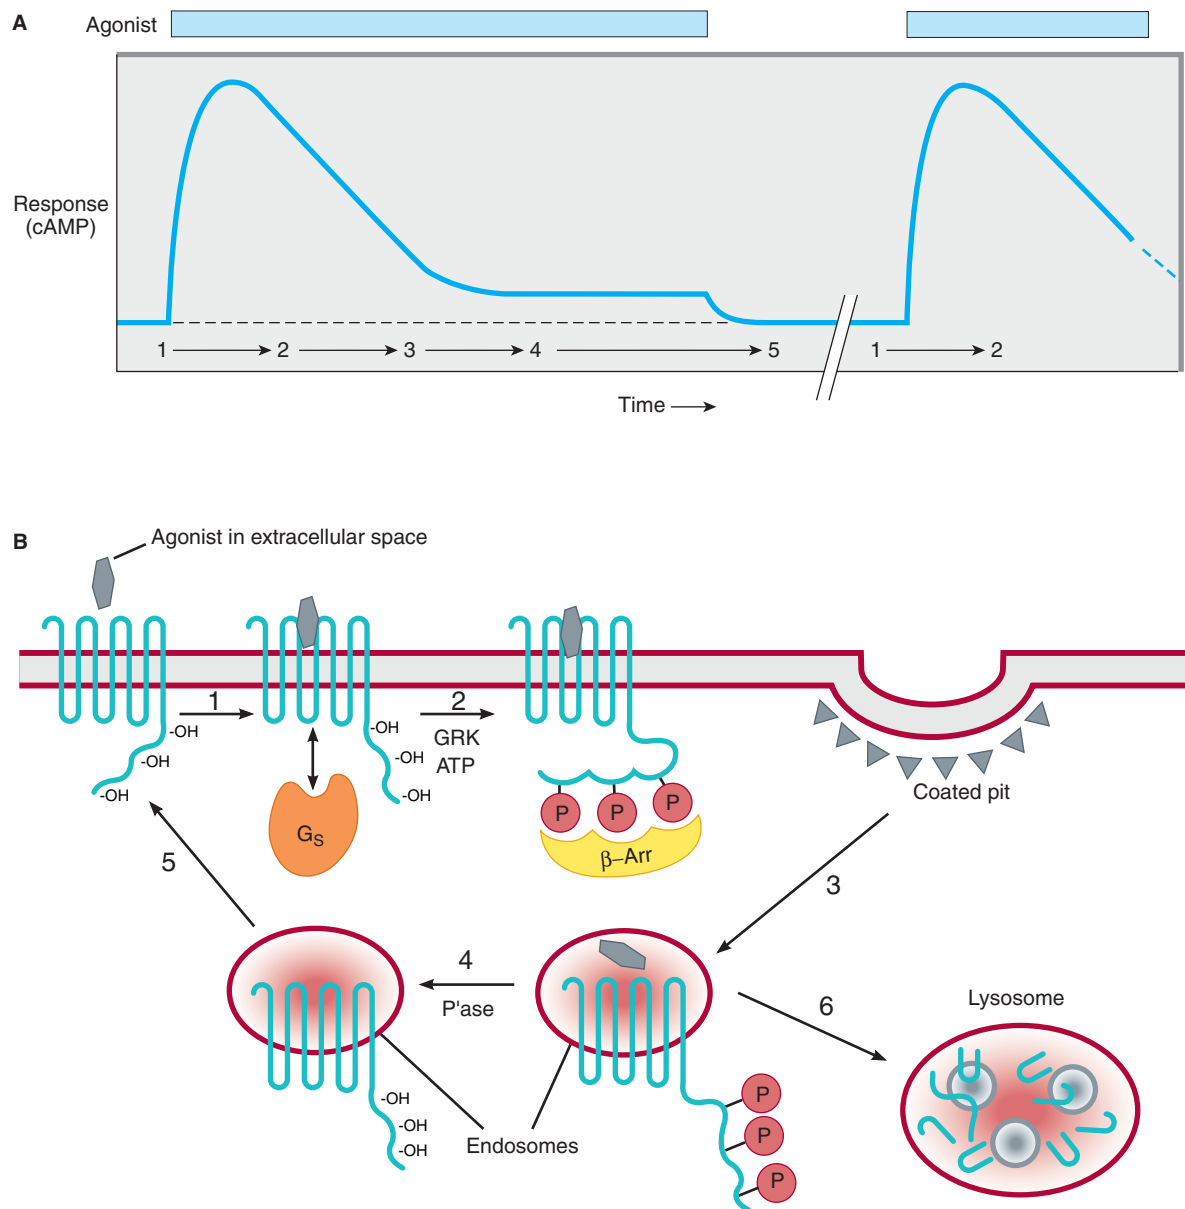 A
Agonist
Response
(cAMP)
1 2 3 4 5 1 2
Time
B
Agonist in extracellular space
1
2
GRK
ATP
-OH
-OH
-OH
-OH
-OH
-OH
GS
P P P
β–Arr
Coated pit
3
5
4
P'ase
6
Lysosome
-OH
-OH
-OH
Endosomes
P
P
P